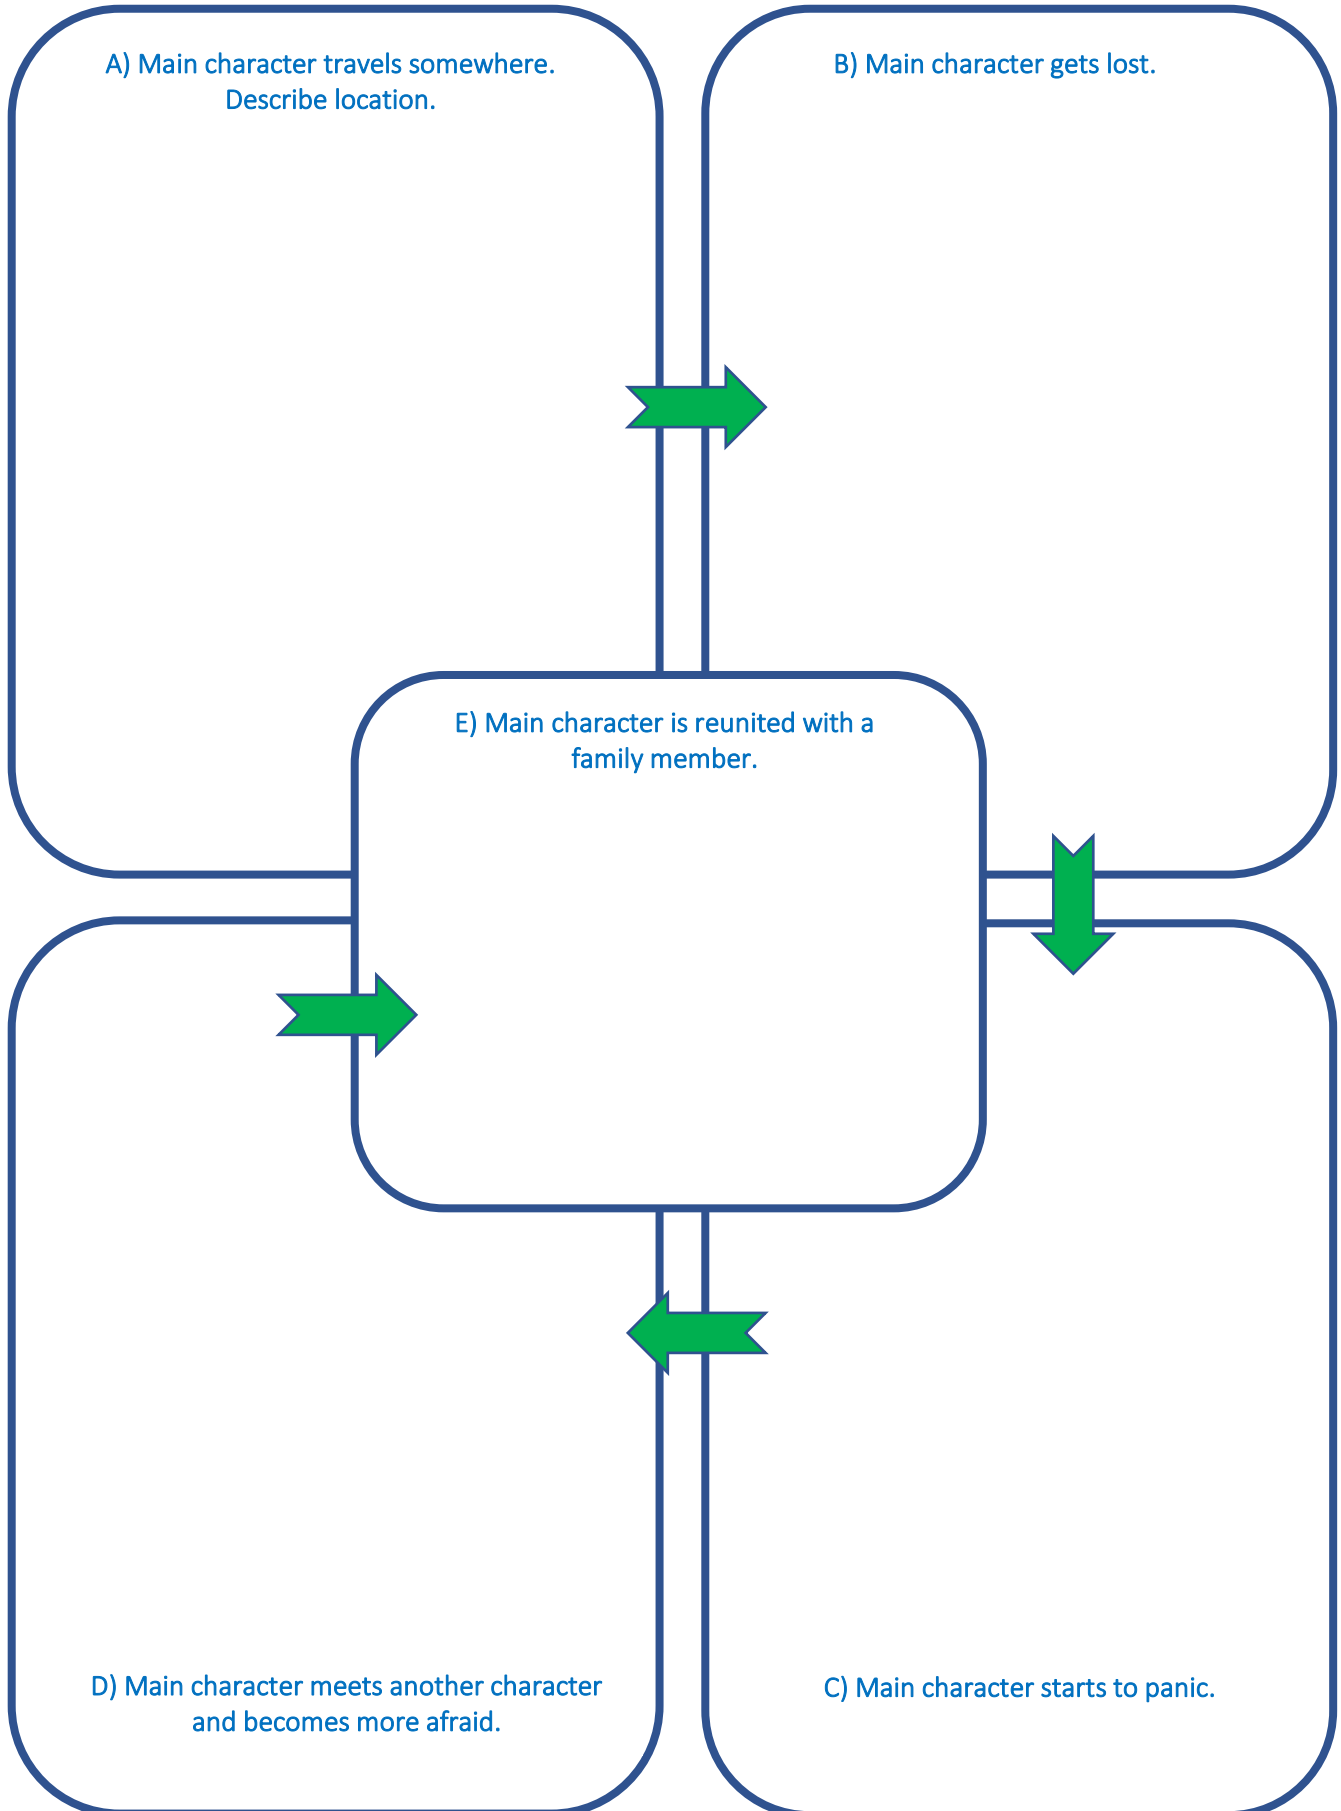 A) Main character travels somewhere.
Describe location.
B) Main character gets lost.
E) Main character is reunited with a
family member.
D) Main character meets another character
and becomes more afraid.
C) Main character starts to panic.